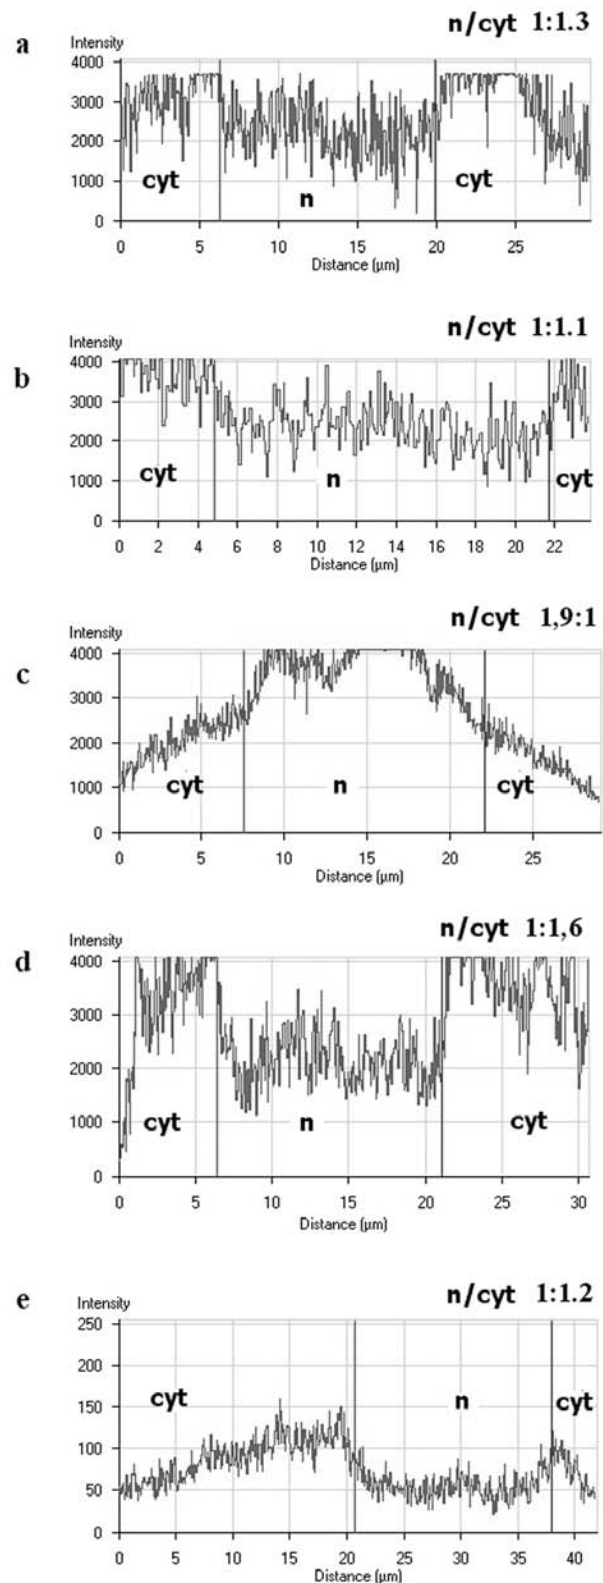 a
n/cyt 1:1.3
Intensity
4000
3000
2000
1000
0
cyt
n
cyt
0 5 10 15 20 25
Distance (µm)
b
n/cyt 1:1.1
Intensity
4000
3000
2000
1000
0
cyt
n
cyt
0 2 4 6 8 10 12 14 16 18 20 22
Distance (µm)
c
n/cyt 1,9:1
Intensity
4000
3000
2000
1000
0
cyt
n
cyt
0 5 10 15 20 25
Distance (µm)
d
n/cyt 1:1,6
Intensity
4000
3000
2000
1000
0
cyt
n
cyt
0 5 10 15 20 25 30
Distance (µm)
e
n/cyt 1:1.2
Intensity
250
200
150
100
50
0
cyt
n
cyt
0 5 10 15 20 25 30 35 40
Distance (µm)